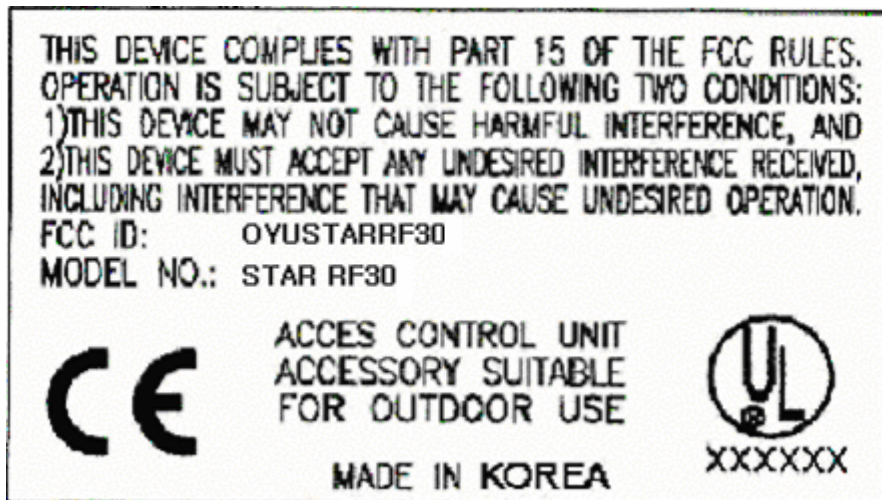 THIS DEVICE COMPLIES WITH PART 15 OF THE FCC RULES.
OPERATION IS SUBJECT TO THE FOLLOWING TWO CONDITIONS:
1)THIS DEVICE MAY NOT CAUSE HARMFUL INTERFERENCE, AND
2)THIS DEVICE MUST ACCEPT ANY UNDESIRED INTERFERENCE RECEIVED,
INCLUDING INTERFERENCE THAT MAY CAUSE UNDESIRED OPERATION.
FCC ID: OYUSTARRF30
MODEL NO.: STAR RF30
CE
ACCES CONTROL UNIT
ACCESSORY SUITABLE
FOR OUTDOOR USE
UL
®
XXXXXX
MADE IN KOREA